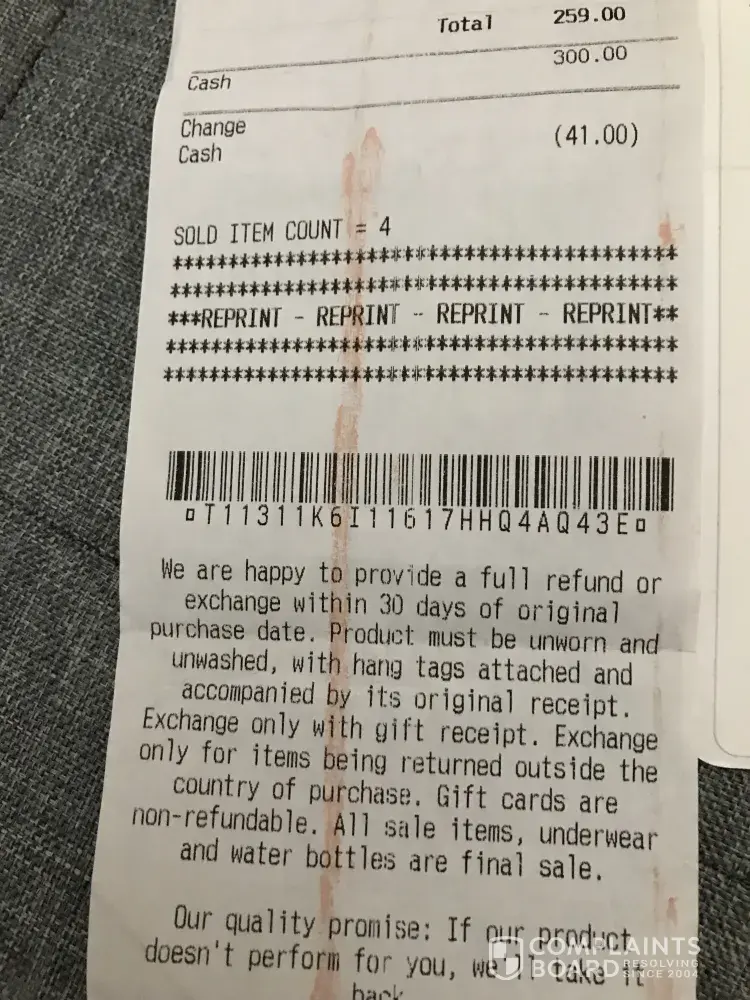 Total 259.00
Cash 300.00
Change
Cash (41.00)
SOLD ITEM COUNT = 4
*********************************************
*********************************************
***REPRINT - REPRINT - REPRINT - REPRINT**
*********************************************
*********************************************
¤T11311K6I11617HHQ4AQ43E¤
We are happy to provide a full refund or
exchange within 30 days of original
purchase date. Product must be unworn and
unwashed, with hang tags attached and
accompanied by its original receipt.
Exchange only with gift receipt. Exchange
only for items being returned outside the
country of purchase. Gift cards are
non-refundable. All sale items, underwear
and water bottles are final sale.
Our quality promise: If our product
doesn't perform for you, we'll take it
back
COMPLAINTS
BOARD RESOLVING
SINCE 2004